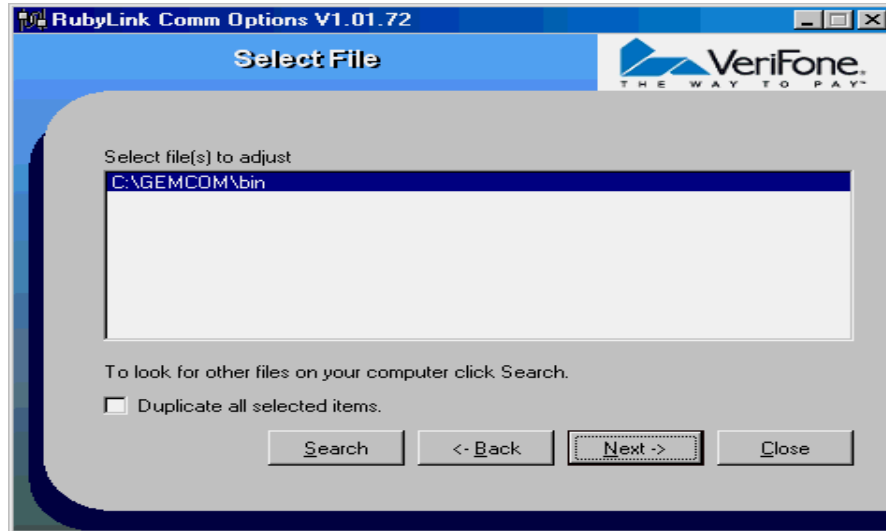 RubyLink Comm Options V1.01.72
Select File
VeriFone.
THE WAY TO PAY™
Select file(s) to adjust
C:\GEMCOM\bin
To look for other files on your computer click Search.
Duplicate all selected items.
Search
<- Back
Next ->
Close